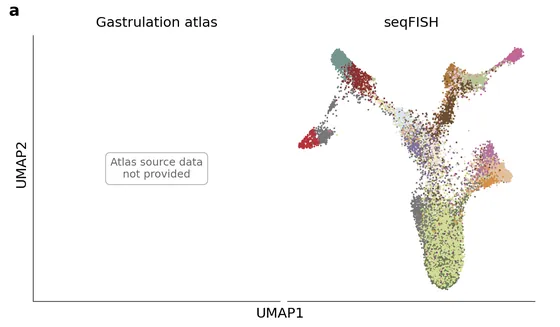 a
Gastrulation atlas
seqFISH
UMAP2
Atlas source data
not provided
UMAP1